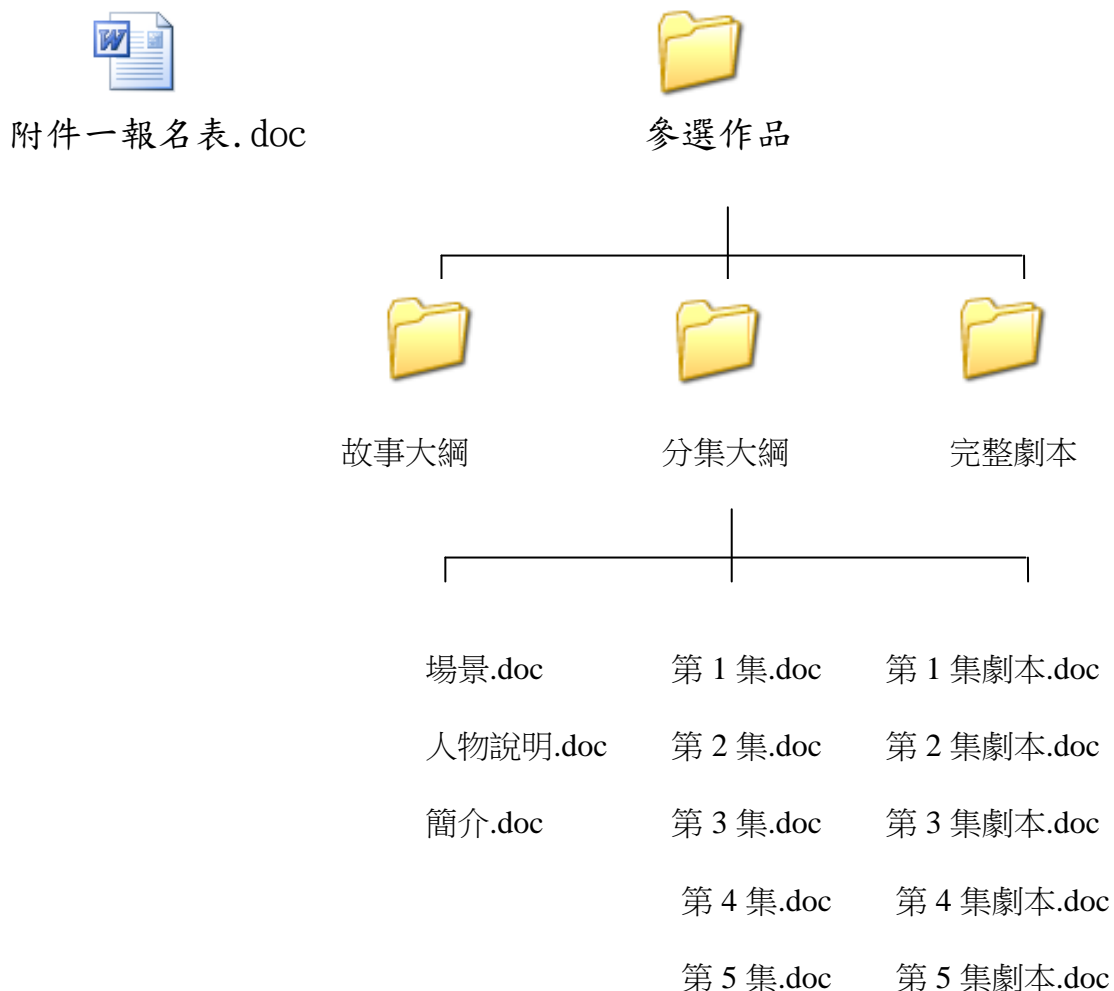 附件一報名表.doc 參選作品
故事大綱 分集大綱 完整劇本
場景.doc 第 1 集.doc 第 1 集劇本.doc
人物說明.doc 第 2 集.doc 第 2 集劇本.doc
簡介.doc 第 3 集.doc 第 3 集劇本.doc
第 4 集.doc 第 4 集劇本.doc
第 5 集.doc 第 5 集劇本.doc